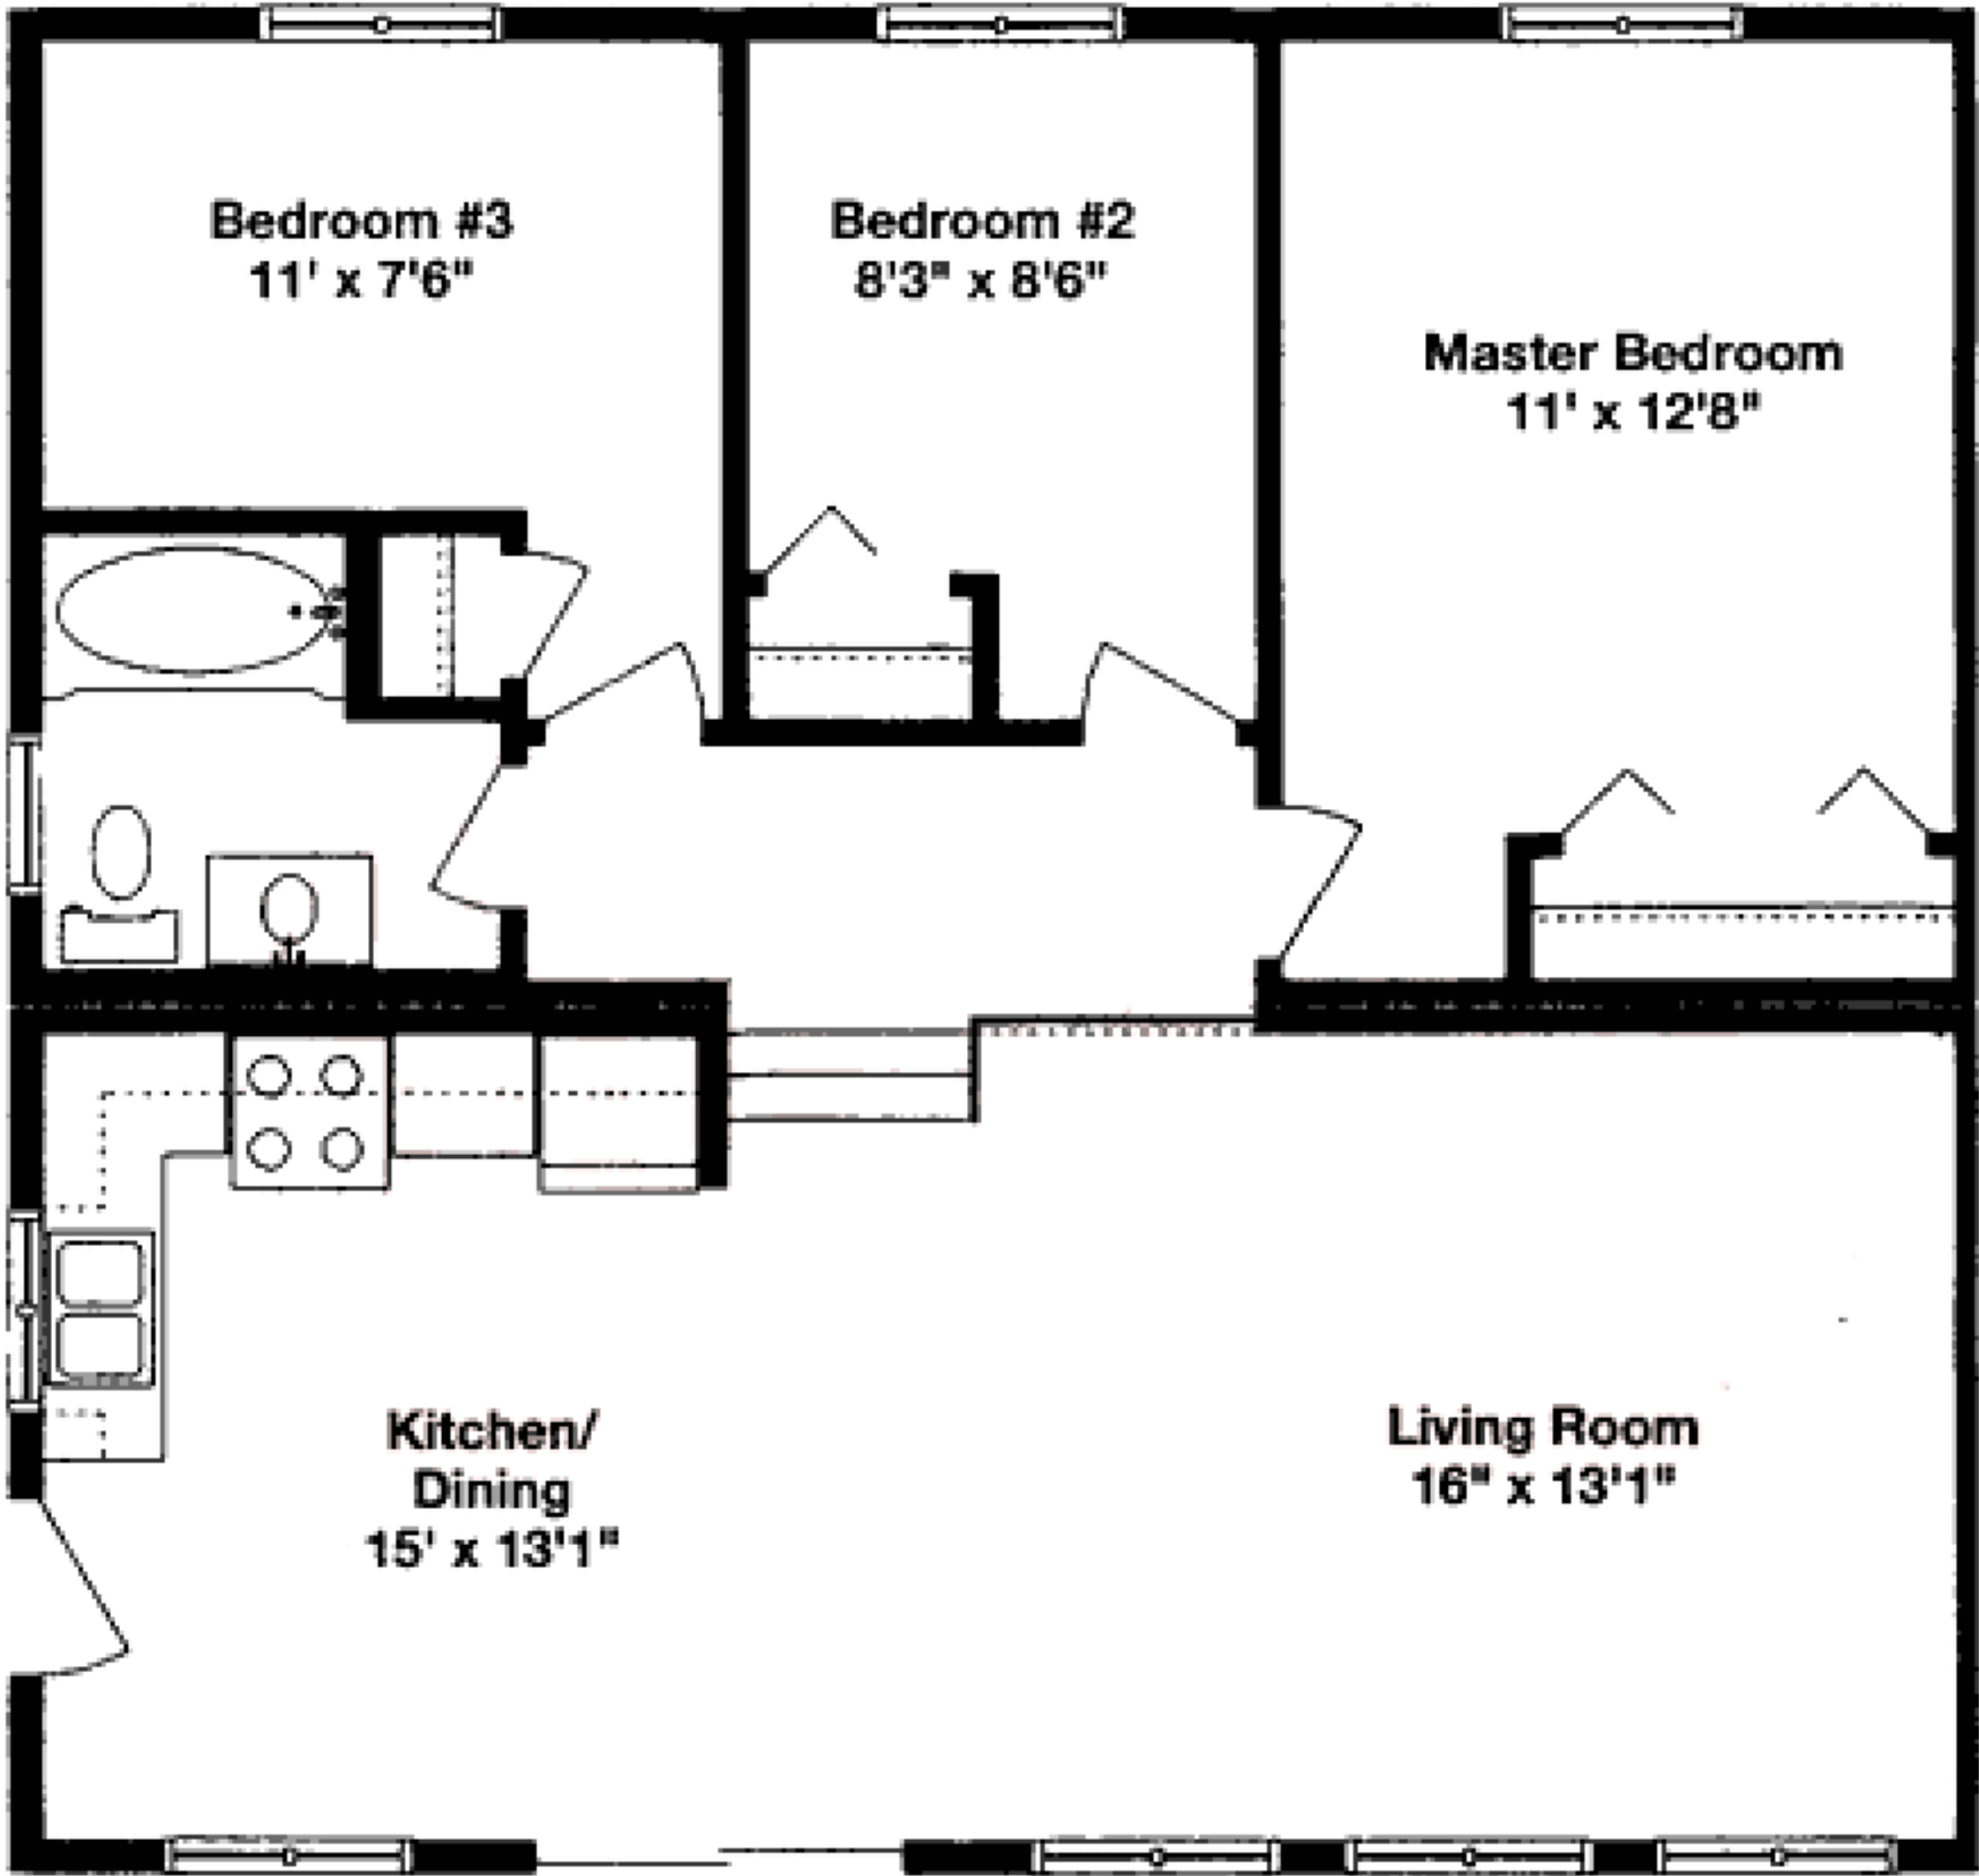 Bedroom #3
11' x 7'6"
Bedroom #2
8'3" x 8'6"
Master Bedroom
11' x 12'8"
Kitchen/
Dining
15' x 13'1"
Living Room
16" x 13'1"